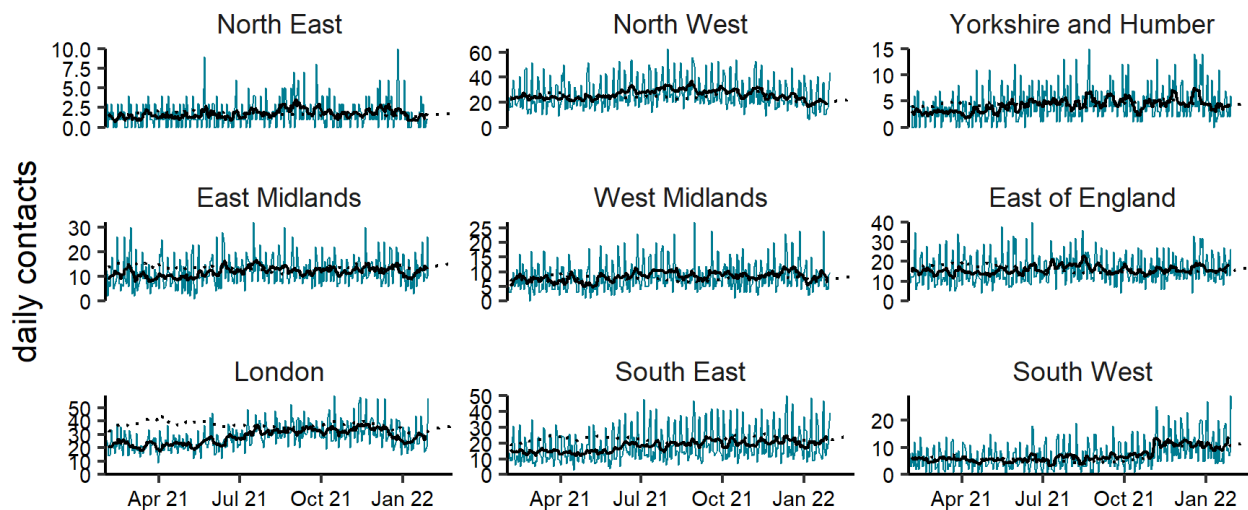 North East
North West
Yorkshire and Humber
10.0
7.5
5.0
2.5
0.0
60
40
20
0
15
10
5
0
daily contacts
East Midlands
West Midlands
East of England
30
20
10
0
25
20
15
10
5
0
40
30
20
10
0
London
South East
South West
50
40
30
20
10
0
50
40
30
20
10
0
20
10
0
Apr 21
Jul 21
Oct 21
Jan 22
Apr 21
Jul 21
Oct 21
Jan 22
Apr 21
Jul 21
Oct 21
Jan 22